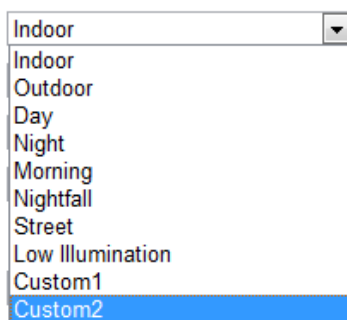 Indoor
Indoor
Outdoor
Day
Night
Morning
Nightfall
Street
Low Illumination
Custom1
Custom2